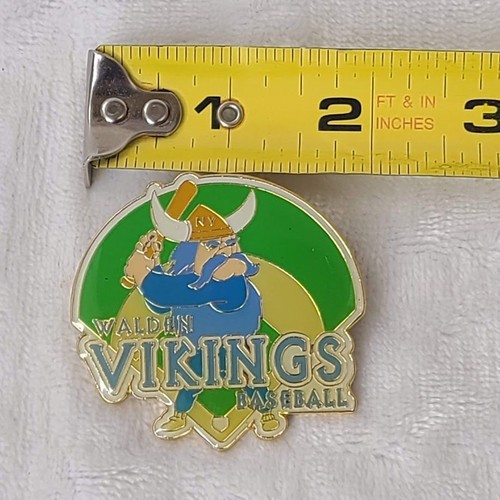 1 2 FT & IN 3
INCHES
NY
WALDEN
VIKINGS
BASEBALL